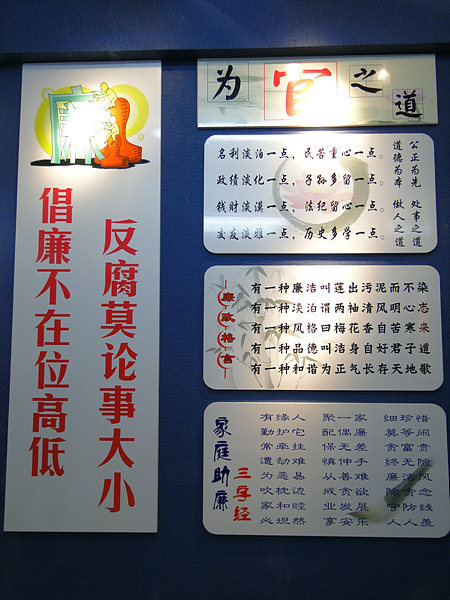 廉
反腐莫论事大小
倡廉不在位高低
为官之道
名利淡泊一点，民苦重心一点。
政绩淡化一点，子孙多留一点。
钱财淡漠一点，法纪留心一点。
交友淡雅一点，历史多学一点。
公正为先 处事之道
道德为本 做人之道
廉政格言
有一种廉洁叫莲出污泥而不染
有一种淡泊谓两袖清风明心志
有一种风格曰梅花香自苦寒来
有一种品德叫洁身自好君子道
有一种和谐为正气长存天地歌
家庭助廉
三字经
有缘人 聚一家 细珍惜
勤护它 配偶廉 莫等闲
常牵挂 保无差 贪富贵
遭劫难 慎伸手 终无险
为愚 从善难 廉洁风
吹枕边 戒贪欲 除贪念
家和睦 业发展 守防线
必坦然 享安乐 人人羡